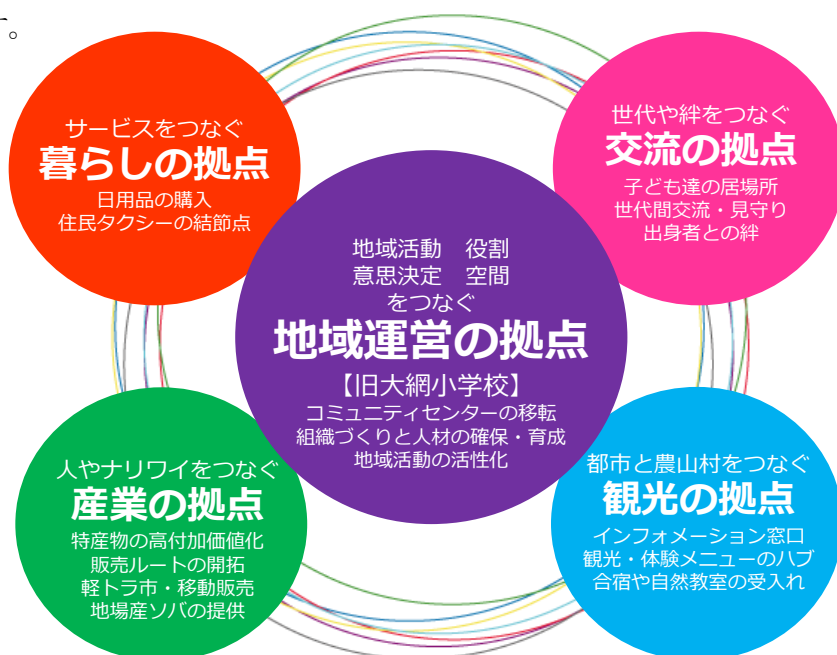 す。
サービスをつなぐ
暮らしの拠点
日用品の購入
住民タクシーの結節点
世代や絆をつなぐ
交流の拠点
子ども達の居場所
世代間交流・見守り
出身者との絆
地域活動　役割
意思決定　空間
をつなぐ
地域運営の拠点
【旧大網小学校】
コミュニティセンターの移転
組織づくりと人材の確保・育成
地域活動の活性化
人やナリワイをつなぐ
産業の拠点
特産物の高付加価値化
販売ルートの開拓
軽トラ市・移動販売
地場産ソバの提供
都市と農山村をつなぐ
観光の拠点
インフォメーション窓口
観光・体験メニューのハブ
合宿や自然教室の受入れ